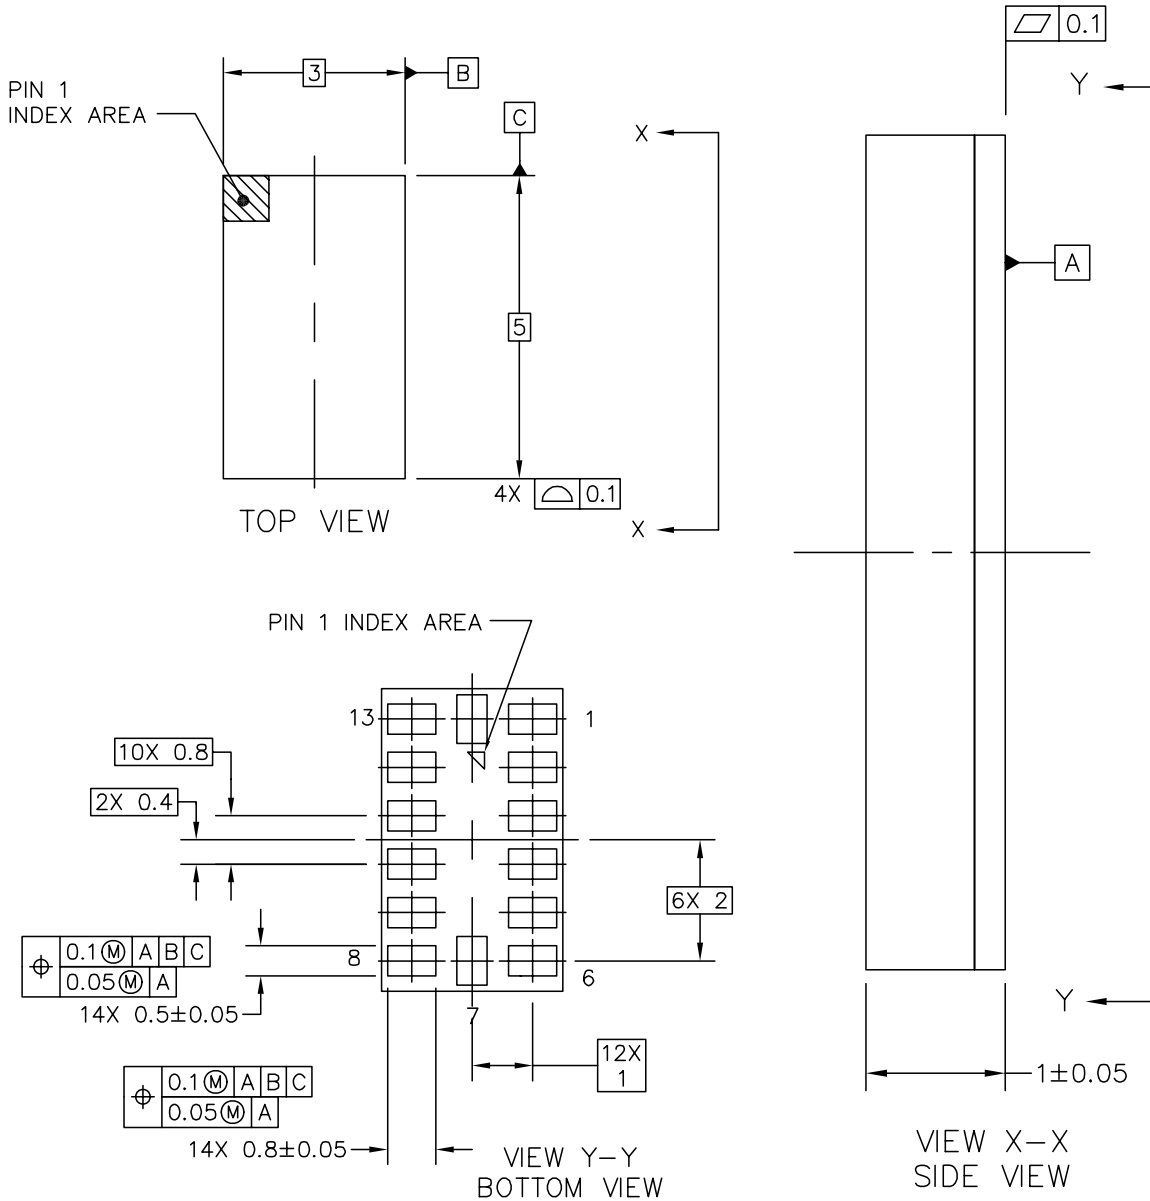 ⏥ 0.1
3
B
PIN 1
INDEX AREA
Y
C
X
A
5
4X ⌓ 0.1
TOP VIEW
X
PIN 1 INDEX AREA
13
1
10X 0.8
2X 0.4
6X 2
⌖ 0.1Ⓜ A B C
0.05Ⓜ A
8
6
14X 0.5±0.05
7
Y
12X
1
⌖ 0.1Ⓜ A B C
0.05Ⓜ A
1±0.05
14X 0.8±0.05
VIEW Y-Y
BOTTOM VIEW
VIEW X-X
SIDE VIEW